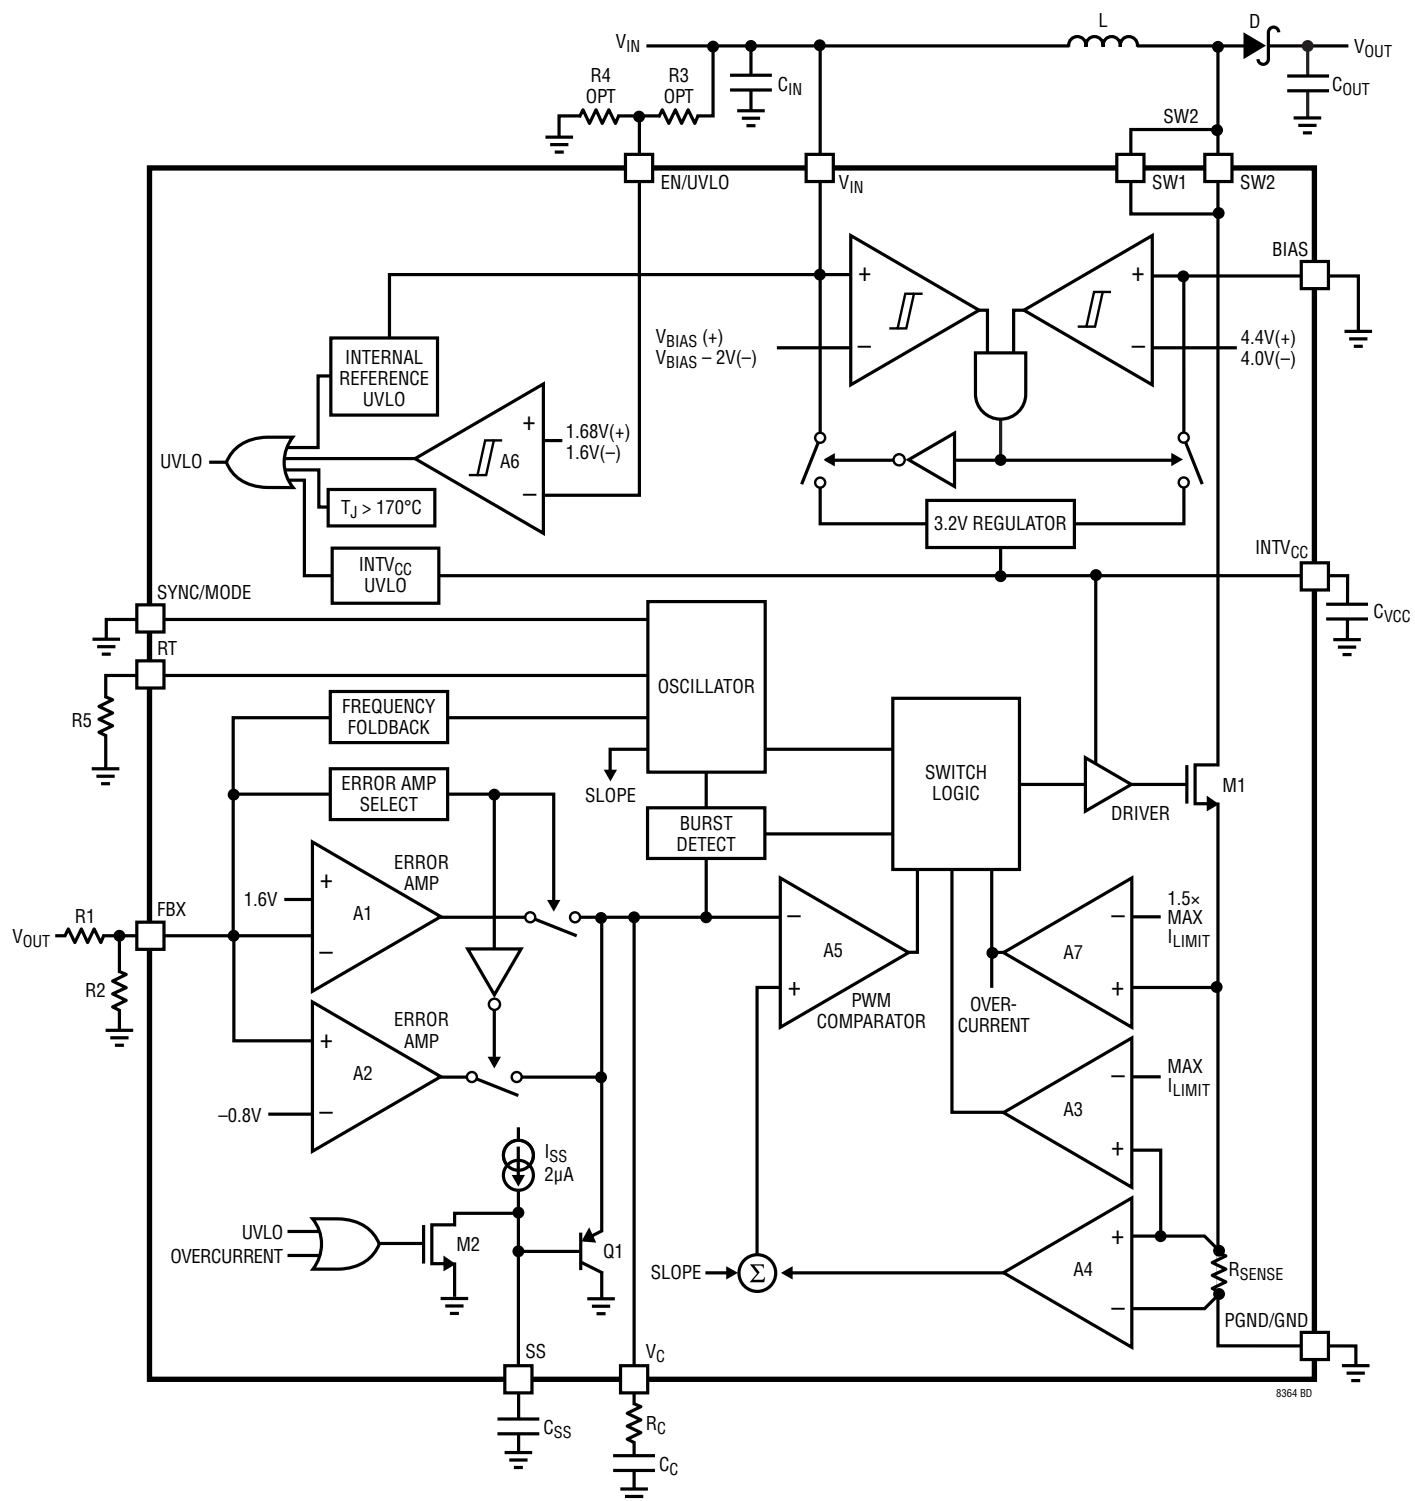 L
D
VIN
VOUT
R4
OPT
R3
OPT
CIN
COUT
SW2
EN/UVLO
VIN
SW1
SW2
BIAS
+
+
VBIAS (+)
VBIAS – 2V(–)
–
–
4.4V(+)
4.0V(–)
INTERNAL
REFERENCE
UVLO
+
1.68V(+)
1.6V(–)
A6
UVLO
–
TJ > 170°C
3.2V REGULATOR
INTVCC
INTVCC
UVLO
SYNC/MODE
CVCC
RT
OSCILLATOR
R5
FREQUENCY
FOLDBACK
SWITCH
LOGIC
ERROR AMP
SELECT
SLOPE
M1
DRIVER
BURST
DETECT
ERROR
AMP
+
1.6V
A1
–
FBX
R1
VOUT
R2
–
A5
+
PWM
COMPARATOR
–
1.5×
MAX
ILIMIT
A7
+
OVER-
CURRENT
ERROR
AMP
+
A2
–0.8V
–
–
MAX
ILIMIT
A3
+
ISS
2µA
UVLO
OVERCURRENT
M2
Q1
SLOPE
Σ
+
A4
–
RSENSE
PGND/GND
SS
VC
8364 BD
CSS
RC
CC